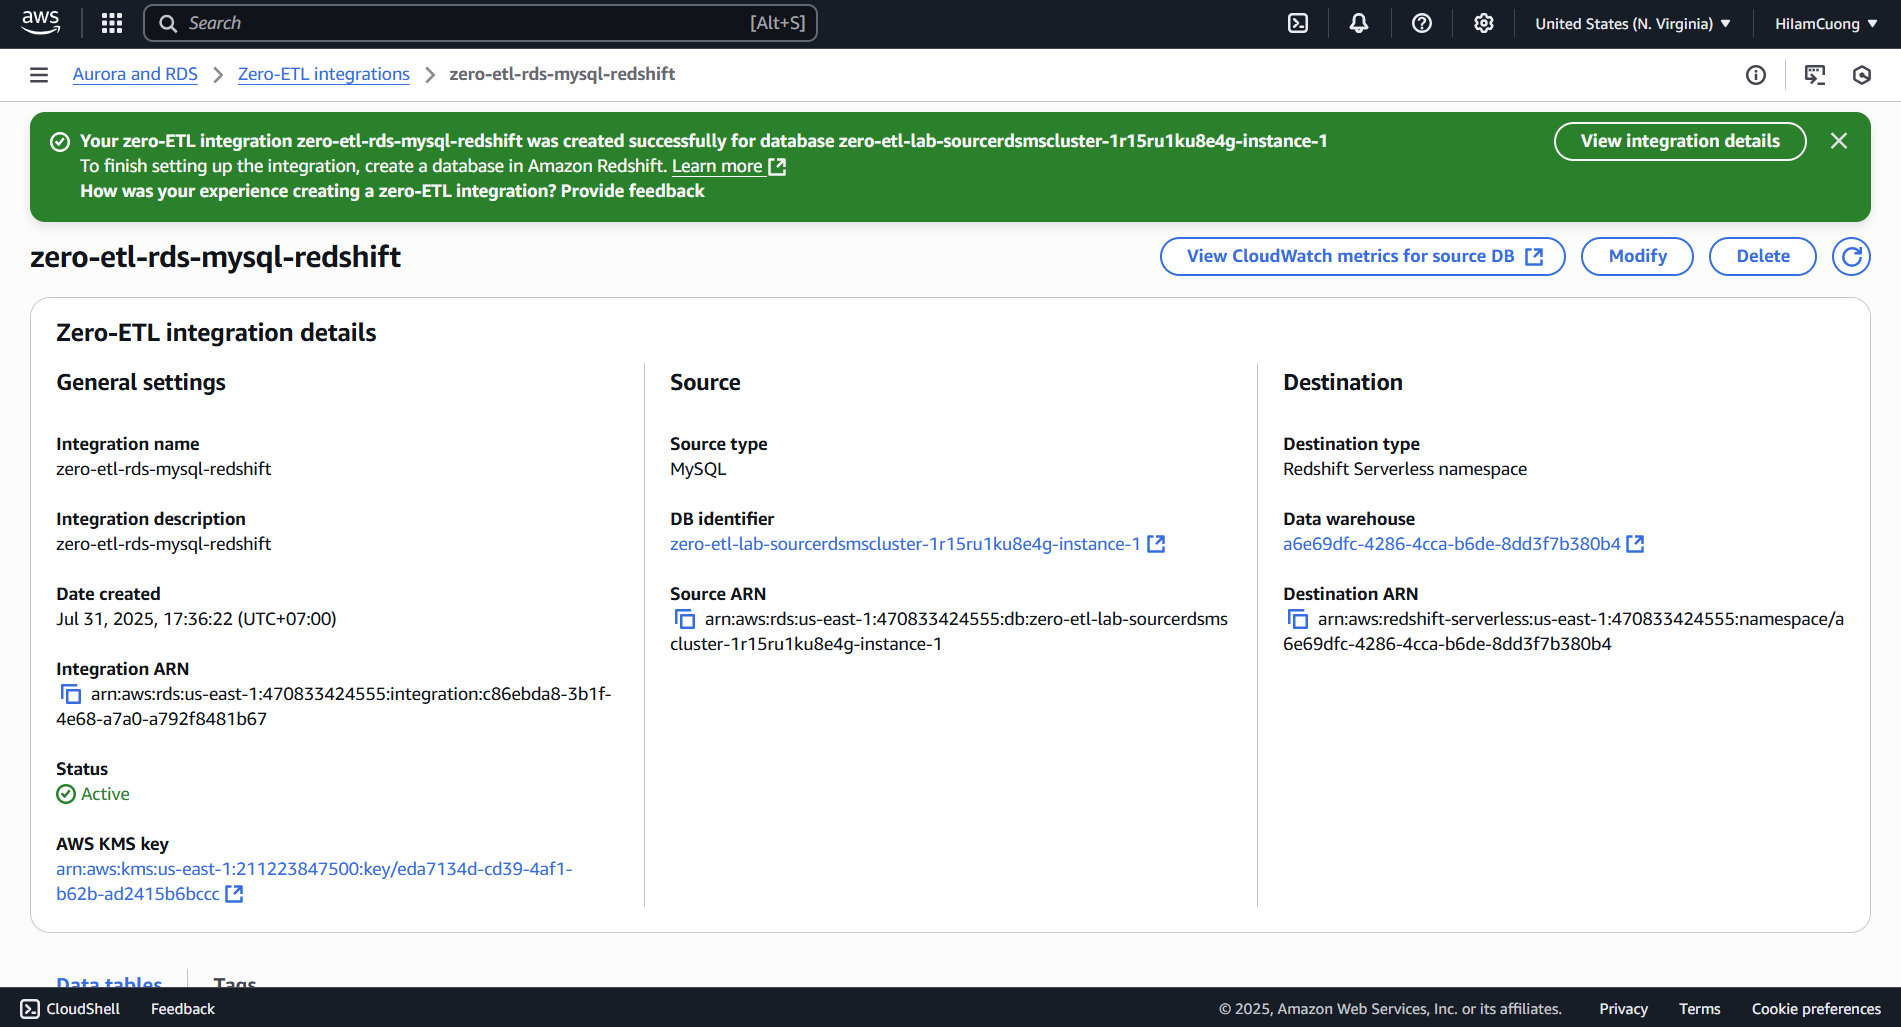 aws
Search
[Alt+S]
United States (N. Virginia)
HilamCuong
Aurora and RDS
Zero-ETL integrations
zero-etl-rds-mysql-redshift
Your zero-ETL integration zero-etl-rds-mysql-redshift was created successfully for database zero-etl-lab-sourcerdsmscluster-1r15ru1ku8e4g-instance-1
To finish setting up the integration, create a database in Amazon Redshift. Learn more
How was your experience creating a zero-ETL integration? Provide feedback
View integration details
zero-etl-rds-mysql-redshift
View CloudWatch metrics for source DB
Modify
Delete
Zero-ETL integration details
General settings
Integration name
zero-etl-rds-mysql-redshift
Integration description
zero-etl-rds-mysql-redshift
Date created
Jul 31, 2025, 17:36:22 (UTC+07:00)
Integration ARN
arn:aws:rds:us-east-1:470833424555:integration:c86ebda8-3b1f-
4e68-a7a0-a792f8481b67
Status
Active
AWS KMS key
arn:aws:kms:us-east-1:211223847500:key/eda7134d-cd39-4af1-
b62b-ad2415b6bccc
Source
Source type
MySQL
DB identifier
zero-etl-lab-sourcerdsmscluster-1r15ru1ku8e4g-instance-1
Source ARN
arn:aws:rds:us-east-1:470833424555:db:zero-etl-lab-sourcerdsms
cluster-1r15ru1ku8e4g-instance-1
Destination
Destination type
Redshift Serverless namespace
Data warehouse
a6e69dfc-4286-4cca-b6de-8dd3f7b380b4
Destination ARN
arn:aws:redshift-serverless:us-east-1:470833424555:namespace/a
6e69dfc-4286-4cca-b6de-8dd3f7b380b4
Data tables
Tags
CloudShell
Feedback
© 2025, Amazon Web Services, Inc. or its affiliates.
Privacy
Terms
Cookie preferences